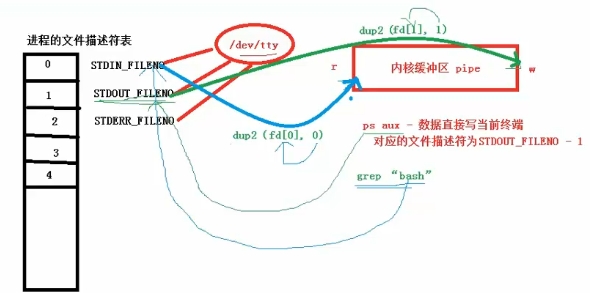 dup2 (fd[1], 1)
进程的文件描述符表
/dev/tty
0 STDIN_FILENO
r 内核缓冲区 pipe w
1 STDOUT_FILENO
2 STDERR_FILENO
dup2 (fd[0], 0)
ps aux - 数据直接写当前终端
对应的文件描述符为STDOUT_FILENO - 1
3
4
grep “bash”